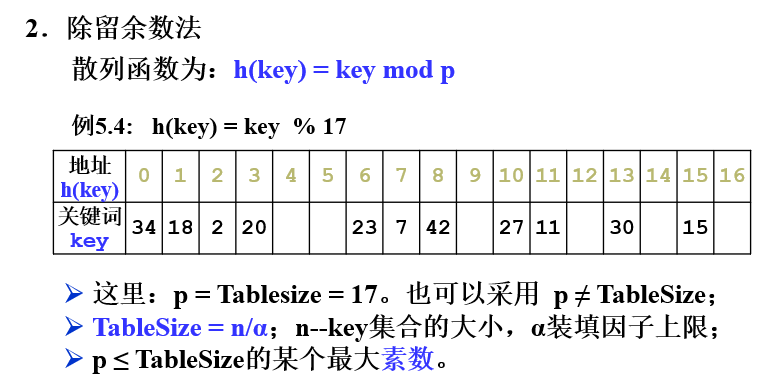 2．除留余数法
散列函数为：h(key) = key mod p
例5.4： h(key) = key % 17
地址 h(key) 0 1 2 3 4 5 6 7 8 9 10 11 12 13 14 15 16
关键词 key 34 18 2 20 23 7 42 27 11 30 15
➢ 这里：p = Tablesize = 17。也可以采用 p ≠ TableSize；
➢ TableSize = n/α；n--key集合的大小，α装填因子上限；
➢ p ≤ TableSize的某个最大素数。